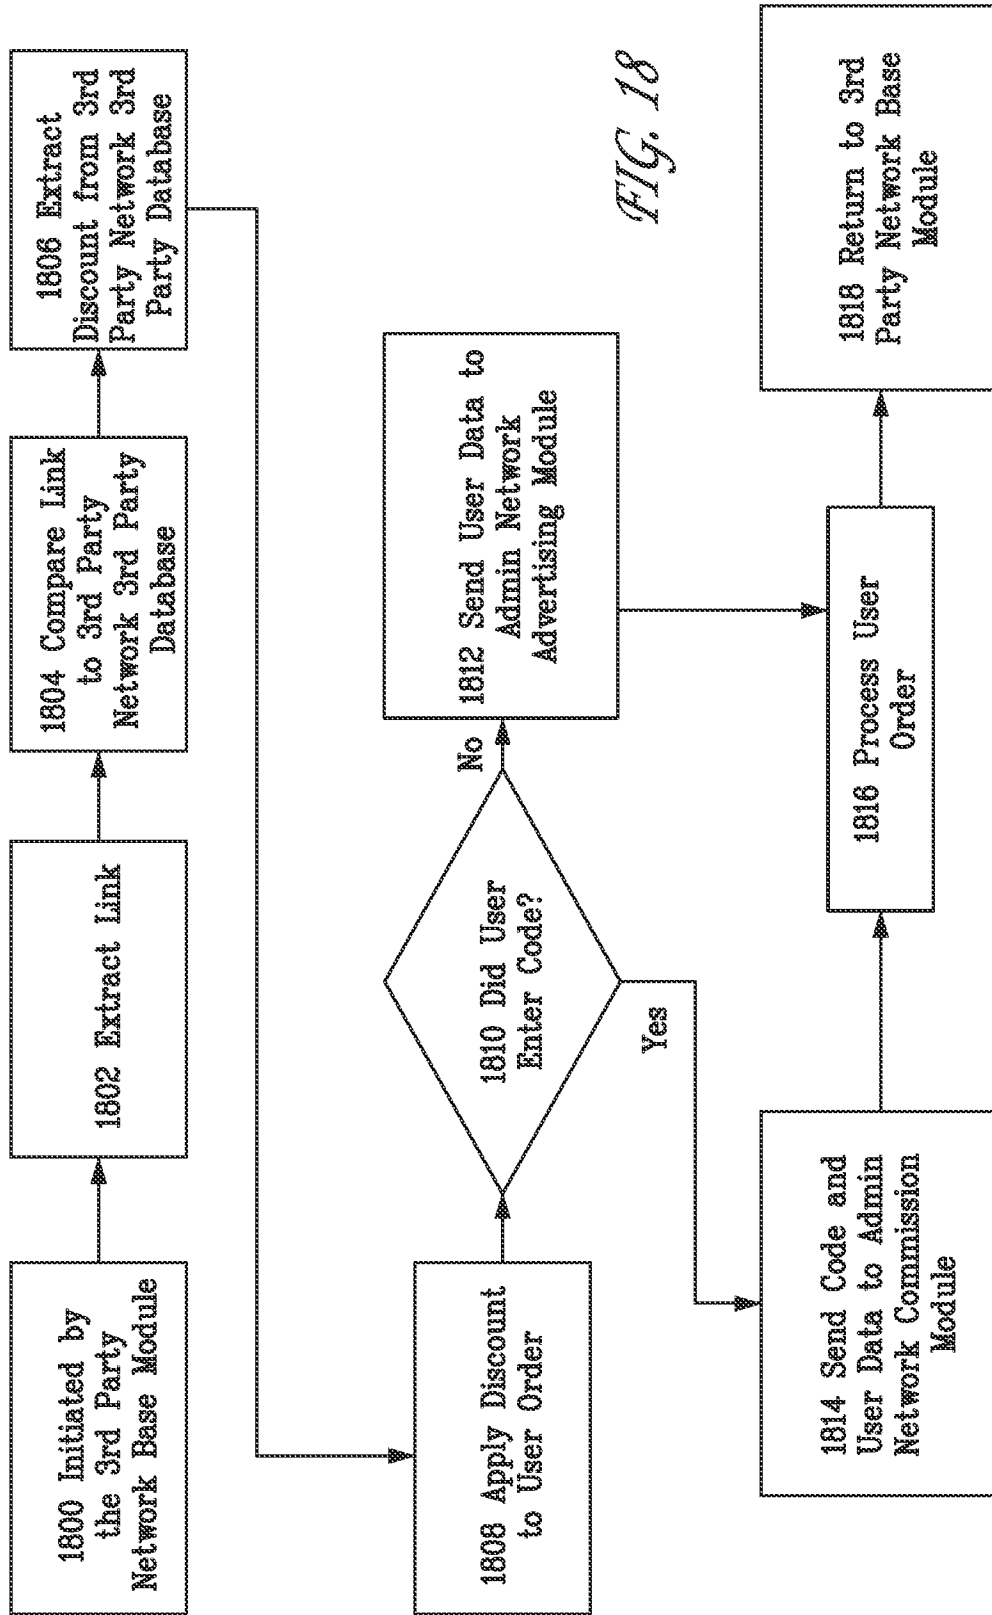 1800 Initiated by
the 3rd Party
Network Base Module
1802 Extract Link
1804 Compare Link
to 3rd Party
Network 3rd Party
Database
1806 Extract
Discount from 3rd
Party Network 3rd
Party Database
1808 Apply Discount
to User Order
1810 Did User
Enter Code?
No
Yes
1812 Send User Data to
Admin Network
Advertising Module
1814 Send Code and
User Data to Admin
Network Commission
Module
1816 Process User
Order
1818 Return to 3rd
Party Network Base
Module
FIG. 18